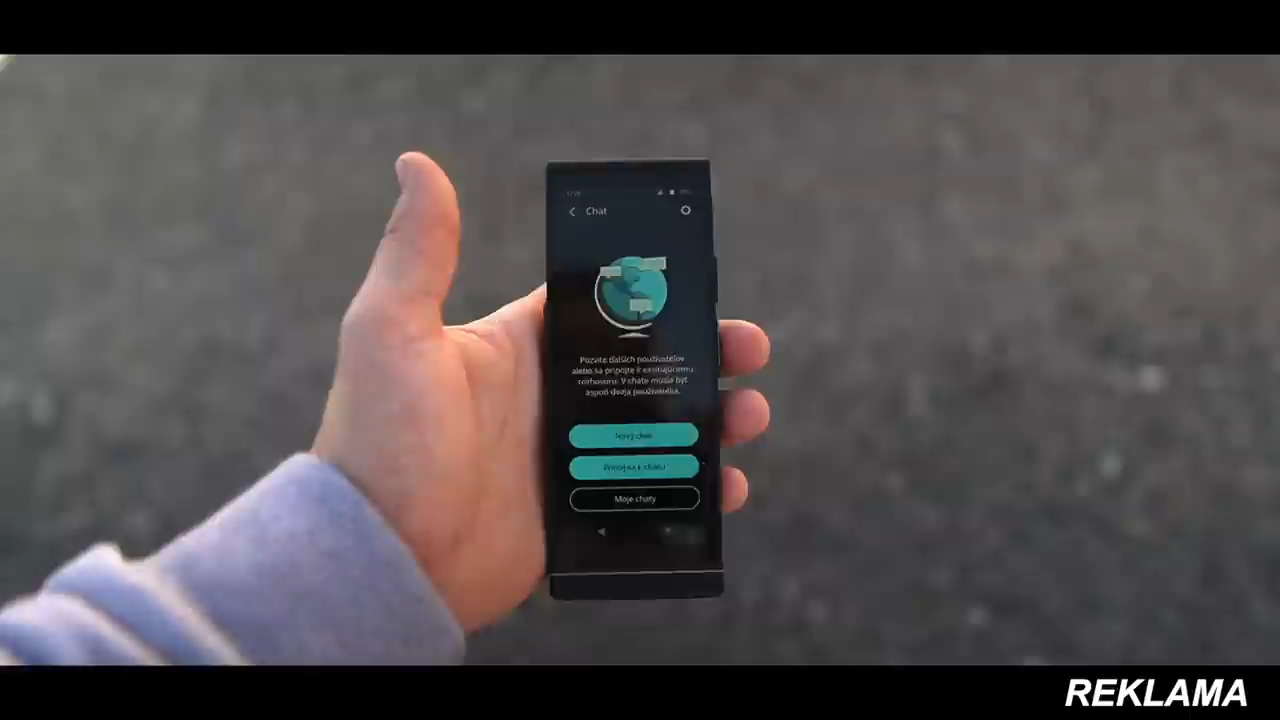 Chat
Pozvite ďalších používateľov
alebo sa pripojte k existujúcemu
rozhovoru. V chate musia byť
aspoň dvaja používatelia.
Nový chat
Pripoj sa k chatu
Moje chaty
REKLAMA